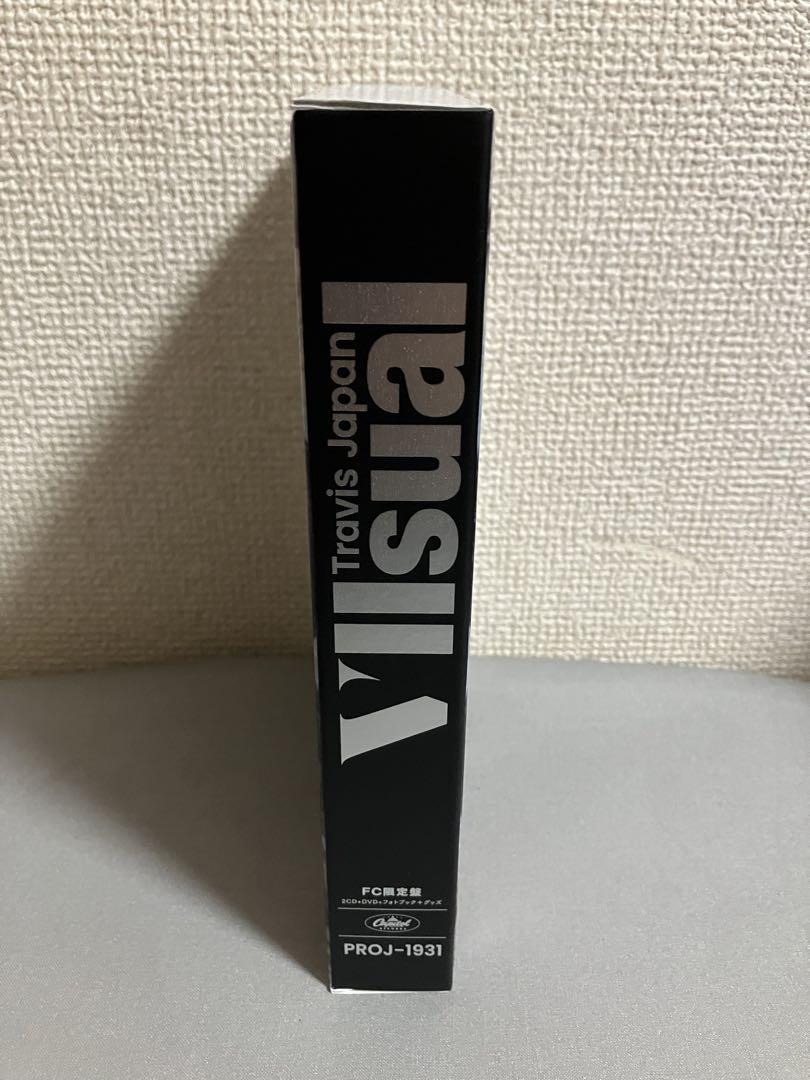 VIIsual
Travis Japan
FC限定盤
2CD+DVD+フォトブック+グッズ
Capitol
RECORDS
PROJ-1931